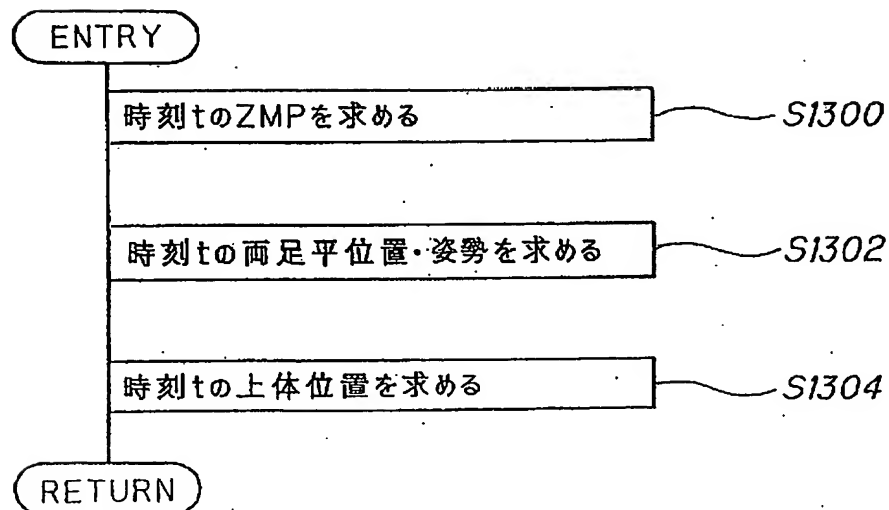 ENTRY
時刻tのZMPを求める
S1300
時刻tの両足平位置・姿勢を求める
S1302
時刻tの上体位置を求める
S1304
RETURN